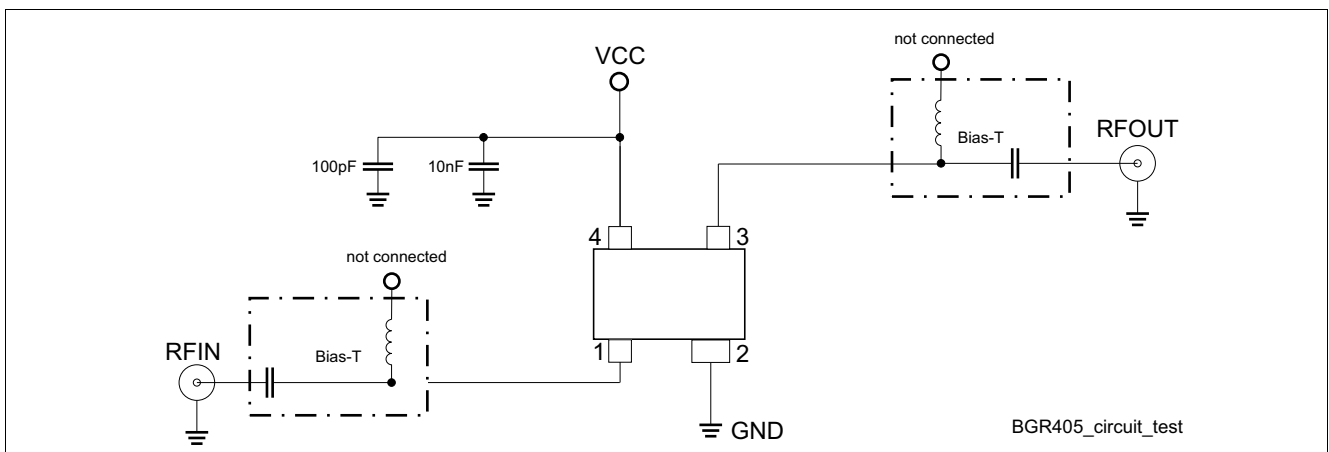 not connected
VCC
Bias-T
RFOUT
100pF
10nF
4
3
not connected
Bias-T
RFIN
1
2
GND
BGR405_circuit_test